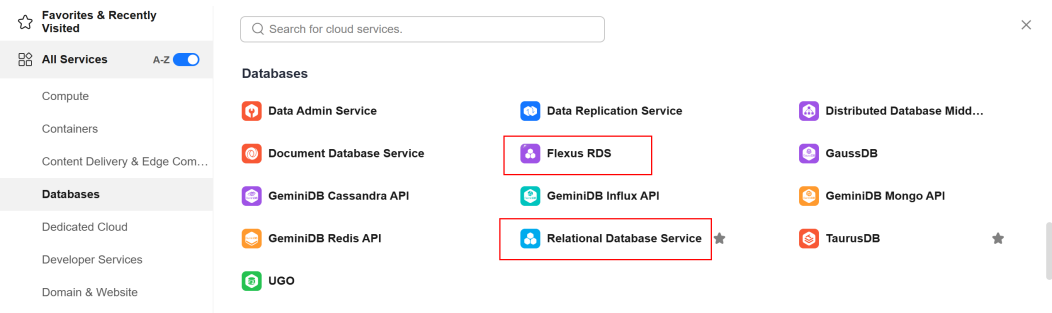 Favorites & Recently
Visited
All Services
A-Z
Compute
Containers
Content Delivery & Edge Com...
Databases
Dedicated Cloud
Developer Services
Domain & Website
Search for cloud services.
Databases
Data Admin Service
Data Replication Service
Distributed Database Midd...
Document Database Service
Flexus RDS
GaussDB
GeminiDB Cassandra API
GeminiDB Influx API
GeminiDB Mongo API
GeminiDB Redis API
Relational Database Service
TaurusDB
UGO